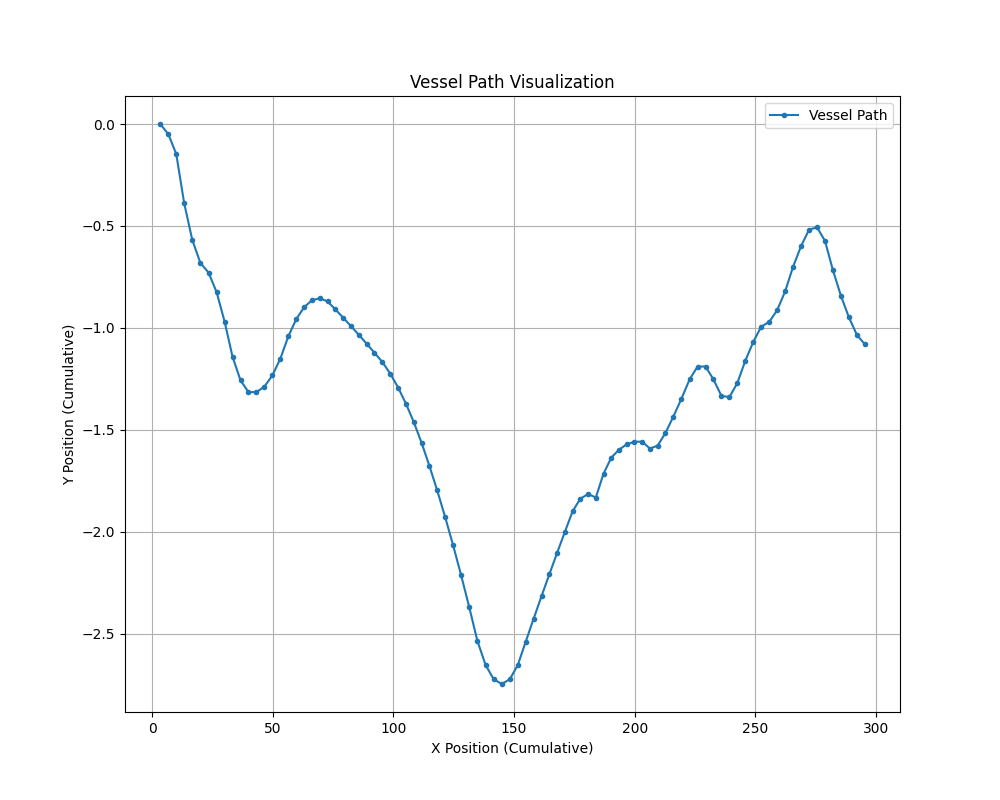 Vessel Path Visualization
Vessel Path
Y Position (Cumulative)
0.0
−0.5
−1.0
−1.5
−2.0
−2.5
0 50 100 150 200 250 300
X Position (Cumulative)